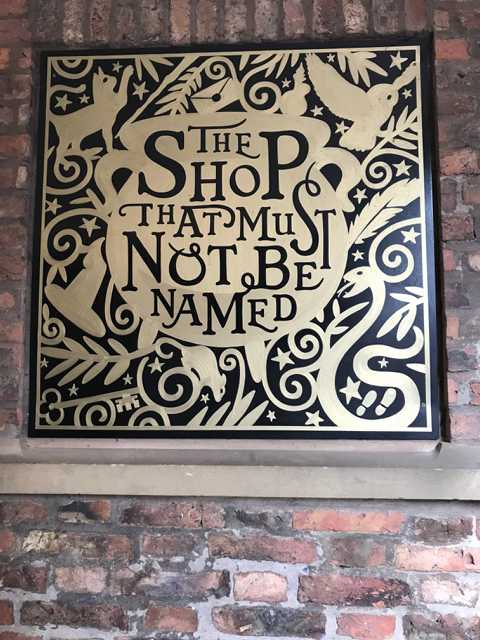 THE
SHOP
THAT MUST
NOT BE
NAMED